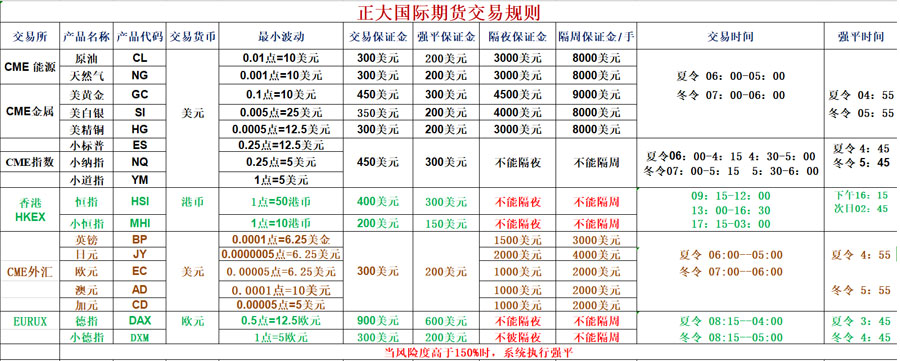 正大国际期货交易规则
交易所 产品名称 产品代码 交易货币 最小波动 交易保证金 强平保证金 隔夜保证金 隔周保证金/手 交易时间 强平时间
CME 能源 原油 CL 美元 0.01点=10美元 300美元 200美元 3000美元 8000美元 夏令 06：00-05：00
天然气 NG 0.001点=10美元 300美元 200美元 3000美元 8000美元 冬令 07：00-06：00
CME金属 美黄金 GC 0.1点=10美元 450美元 300美元 4500美元 9000美元 夏令 04：55
美白银 SI 0.005点=25美元 350美元 200美元 4000美元 8000美元 冬令 05：55
美精铜 HG 0.0005点=12.5美元 300美元 200美元 3000美元 8000美元
CME指数 小标普 ES 0.25点=12.5美元 450美元 300美元 不能隔夜 不能隔周 夏令06：00-4：15 4：30-5：00 夏令 4：45
小纳指 NQ 0.25点=5美元 冬令07：00-5：15 5：30-6：00 冬令 5：45
小道指 YM 1点=5美元
香港 HKEX 恒指 HSI 港币 1点=50港币 400美元 300美元 不能隔夜 不能隔周 09：15-12：00 下午16：15
13：00-16：30 次日02：45
小恒指 MHI 1点=10港币 200美元 150美元 不能隔夜 不能隔周 17：15-03：00
CME外汇 英镑 BP 美元 0.0001点=6.25美金 300美元 200美元 1500美元 3000美元
日元 JY 0.0000005点=6.25美元 2000美元 4000美元 夏令 06:00--05:00 夏令 4：55
欧元 EC 0.00005点=6.25美元 1000美元 2000美元 冬令 07:00--06:00
澳元 AD 0.0001点=10美元 1000美元 2000美元 冬令 5：55
加元 CD 0.00005点=5美元 1000美元 2000美元
EURUX 德指 DAX 欧元 0.5点=12.5欧元 900美元 600美元 不能隔夜 不能隔周 夏令 08:15--04:00 夏令 3：45
小德指 DXM 1点=5欧元 300美元 200美元 不能隔夜 不能隔周 冬令 08:15--05:00 冬令 4：45
当风险度高于150%时，系统执行强平